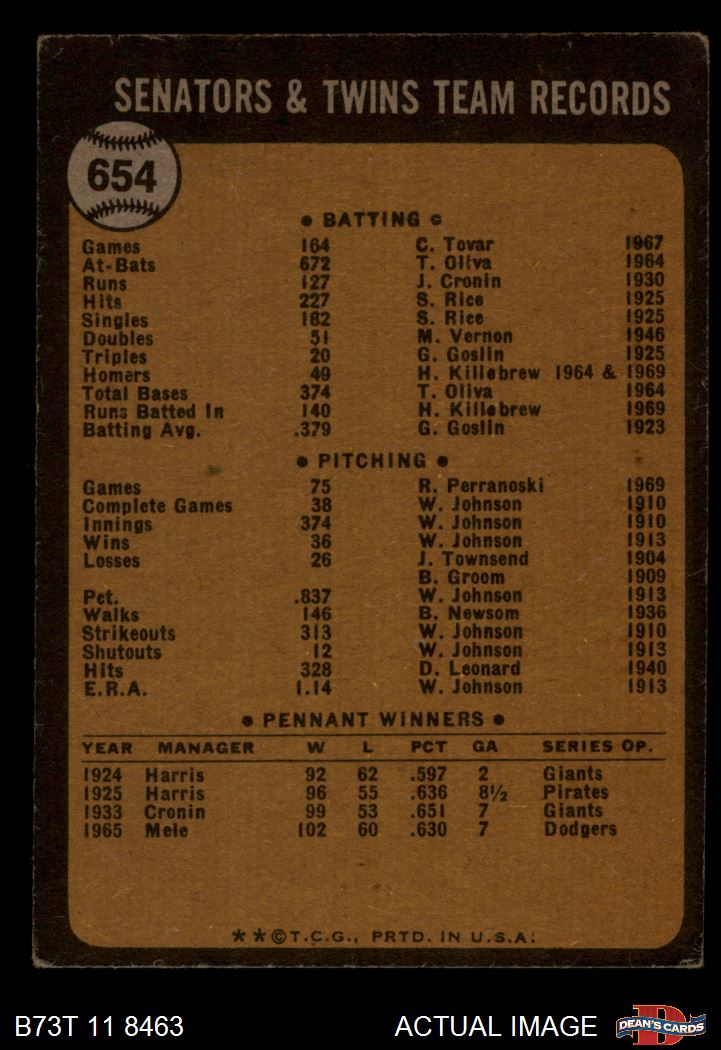 SENATORS & TWINS TEAM RECORDS
654
● BATTING ●
Games 164 C. Tovar 1967
At-Bats 672 T. Oliva 1964
Runs 127 J. Cronin 1930
Hits 227 S. Rice 1925
Singles 182 S. Rice 1925
Doubles 51 M. Vernon 1946
Triples 20 G. Goslin 1925
Homers 49 H. Killebrew 1964 & 1969
Total Bases 374 T. Oliva 1964
Runs Batted In 140 H. Killebrew 1969
Batting Avg. .379 G. Goslin 1923
● PITCHING ●
Games 75 R. Perranoski 1969
Complete Games 38 W. Johnson 1910
Innings 374 W. Johnson 1910
Wins 36 W. Johnson 1913
Losses 26 J. Townsend 1904
B. Groom 1909
Pct. .837 W. Johnson 1913
Walks 146 B. Newsom 1936
Strikeouts 313 W. Johnson 1910
Shutouts 12 W. Johnson 1913
Hits 328 D. Leonard 1940
E.R.A. 1.14 W. Johnson 1913
● PENNANT WINNERS ●
YEAR MANAGER W L PCT GA SERIES OP.
1924 Harris 92 62 .597 2 Giants
1925 Harris 96 55 .636 8½ Pirates
1933 Cronin 99 53 .651 7 Giants
1965 Mele 102 60 .630 7 Dodgers
**©T.C.G., PRTD. IN U.S.A.
B73T 11 8463 ACTUAL IMAGE DEAN'S CARDS